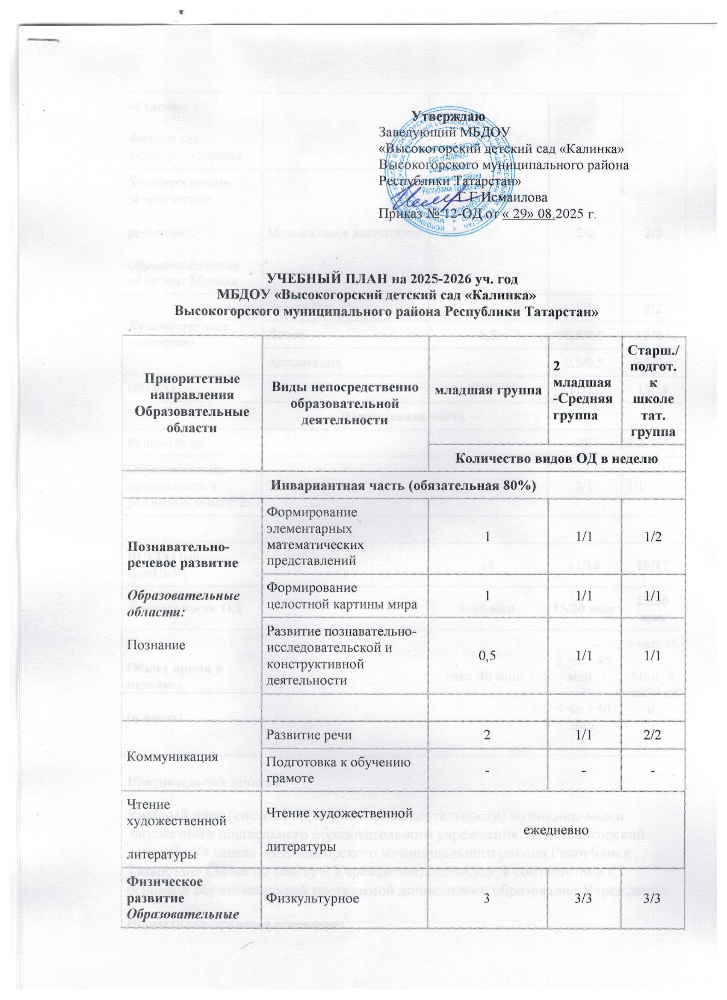 Утверждаю
Заведующий МБДОУ
«Высокогорский детский сад «Калинка»
Высокогорского муниципального района
Республики Татарстан»
Г.Г.Исмаилова
Приказ № 12-ОД от « 29» 08.2025 г.
УЧЕБНЫЙ ПЛАН на 2025-2026 уч. год
МБДОУ «Высокогорский детский сад «Калинка»
Высокогорского муниципального района Республики Татарстан»
Приоритетные
направления
Образовательные
области
Виды непосредственно
образовательной
деятельности
младшая группа
2
младшая
-Средняя
группа
Старш./
подгот.
к
школе
тат.
группа
Количество видов ОД в неделю
Инвариантная часть (обязательная 80%)
Познавательно-
речевое развитие
Образовательные
области:
Познание
Формирование
элементарных
математических
представлений
1
1/1
1/2
Формирование
целостной картины мира
1
1/1
1/1
Развитие познавательно-
исследовательской и
конструктивной
деятельности
0,5
1/1
1/1
Коммуникация
Развитие речи
2
1/1
2/2
Подготовка к обучению
грамоте
-
-
-
Чтение
художественной
литературы
Чтение художественной
литературы
ежедневно
Физическое
развитие
Образовательные
Физкультурное
3
3/3
3/3